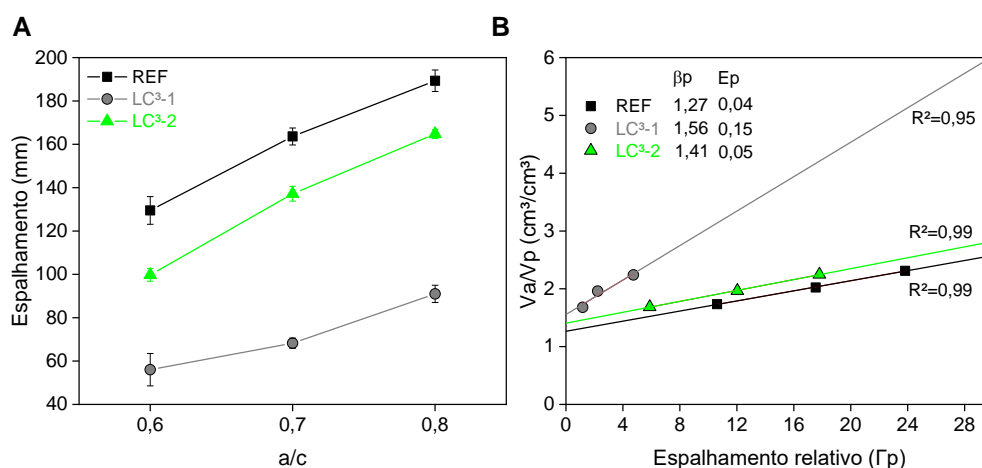 A
200
180
160
140
120
100
80
60
40
Espalhamento (mm)
REF
LC³-1
LC³-2
0,6
0,7
0,8
a/c
B
6
5
4
3
2
1
0
Va/Vp (cm³/cm³)
βp Ep
REF 1,27 0,04
LC³-1 1,56 0,15
LC³-2 1,41 0,05
R²=0,95
R²=0,99
R²=0,99
0 4 8 12 16 20 24 28
Espalhamento relativo (Γp)